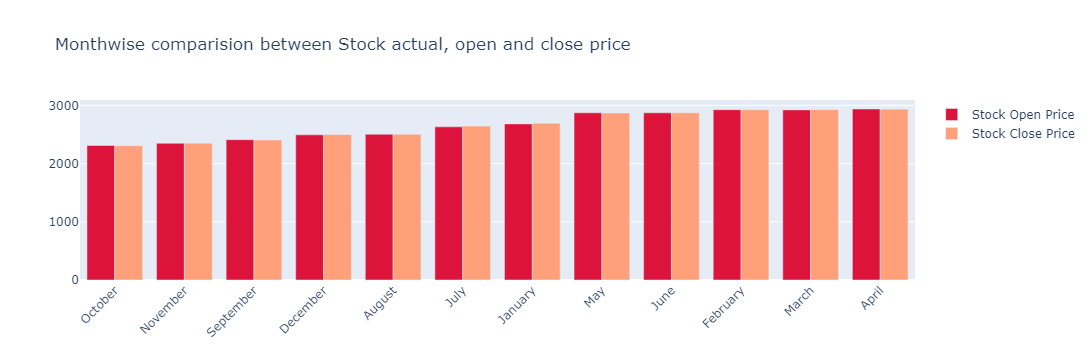 Monthwise comparision between Stock actual, open and close price
3000
2000
1000
0
October
November
September
December
August
July
January
May
June
February
March
April
Stock Open Price
Stock Close Price